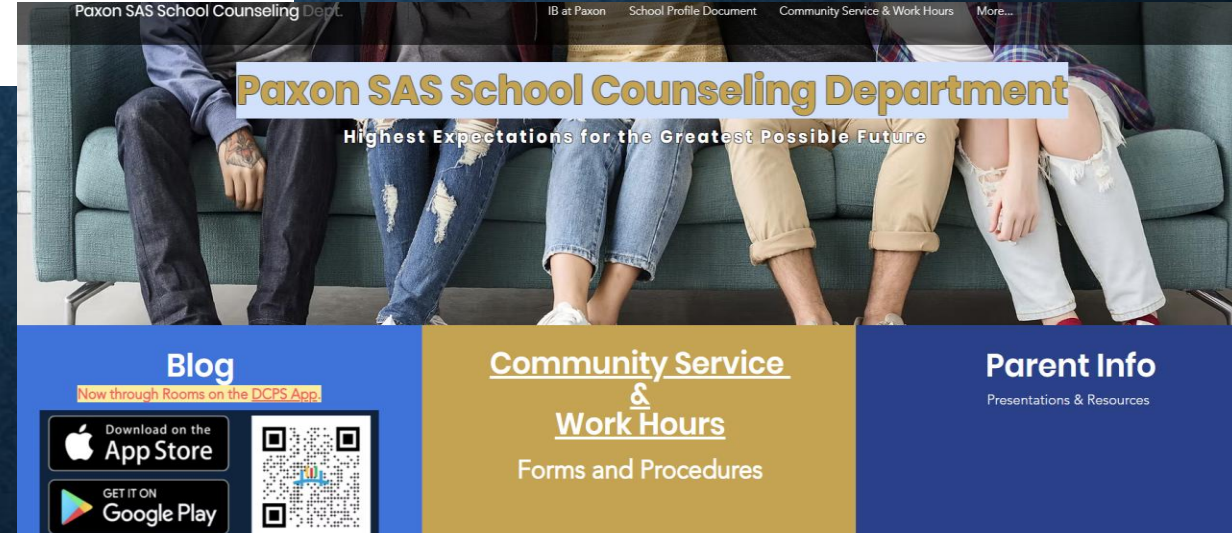 Paxon SAS School Counseling Dept.
IB at Paxon School Profile Document Community Service & Work Hours More...
Paxon SAS School Counseling Department
Highest Expectations for the Greatest Possible Future
Blog
Now through Rooms on the DCPS App.
Download on the
App Store
GET IT ON
Google Play
Community Service
&
Work Hours
Forms and Procedures
Parent Info
Presentations & Resources